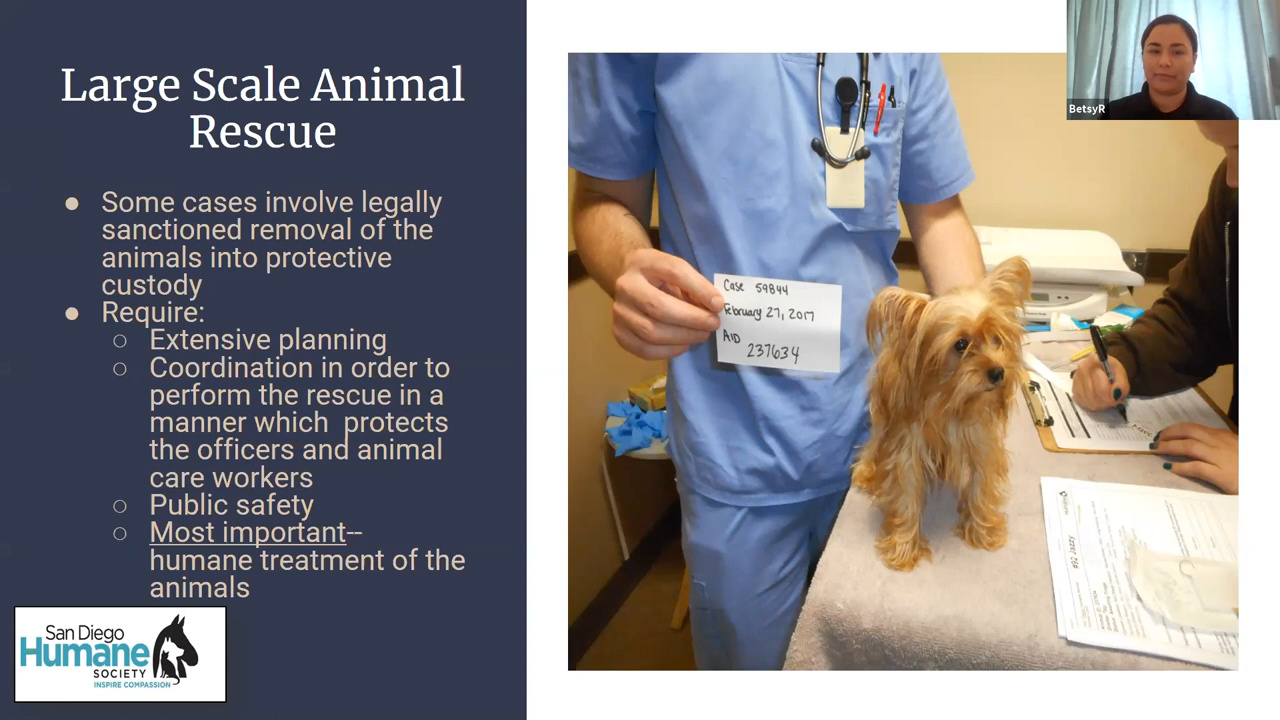 Large Scale Animal
Rescue
● Some cases involve legally
sanctioned removal of the
animals into protective
custody
● Require:
○ Extensive planning
○ Coordination in order to
perform the rescue in a
manner which  protects
the officers and animal
care workers
○ Public safety
○ Most important--
humane treatment of the
animals
San Diego
Humane
SOCIETY
INSPIRE COMPASSION
BetsyR
Case 59844
February 27, 2017
AID
237634
#92 Jazzy